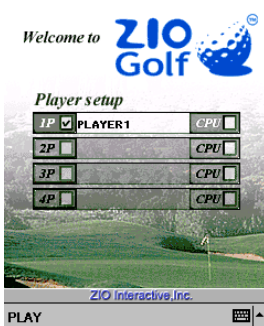 Welcome to ZIO
Golf
™
Player setup
1P PLAYER1 CPU
2P CPU
3P CPU
4P CPU
ZIO Interactive,Inc.
PLAY